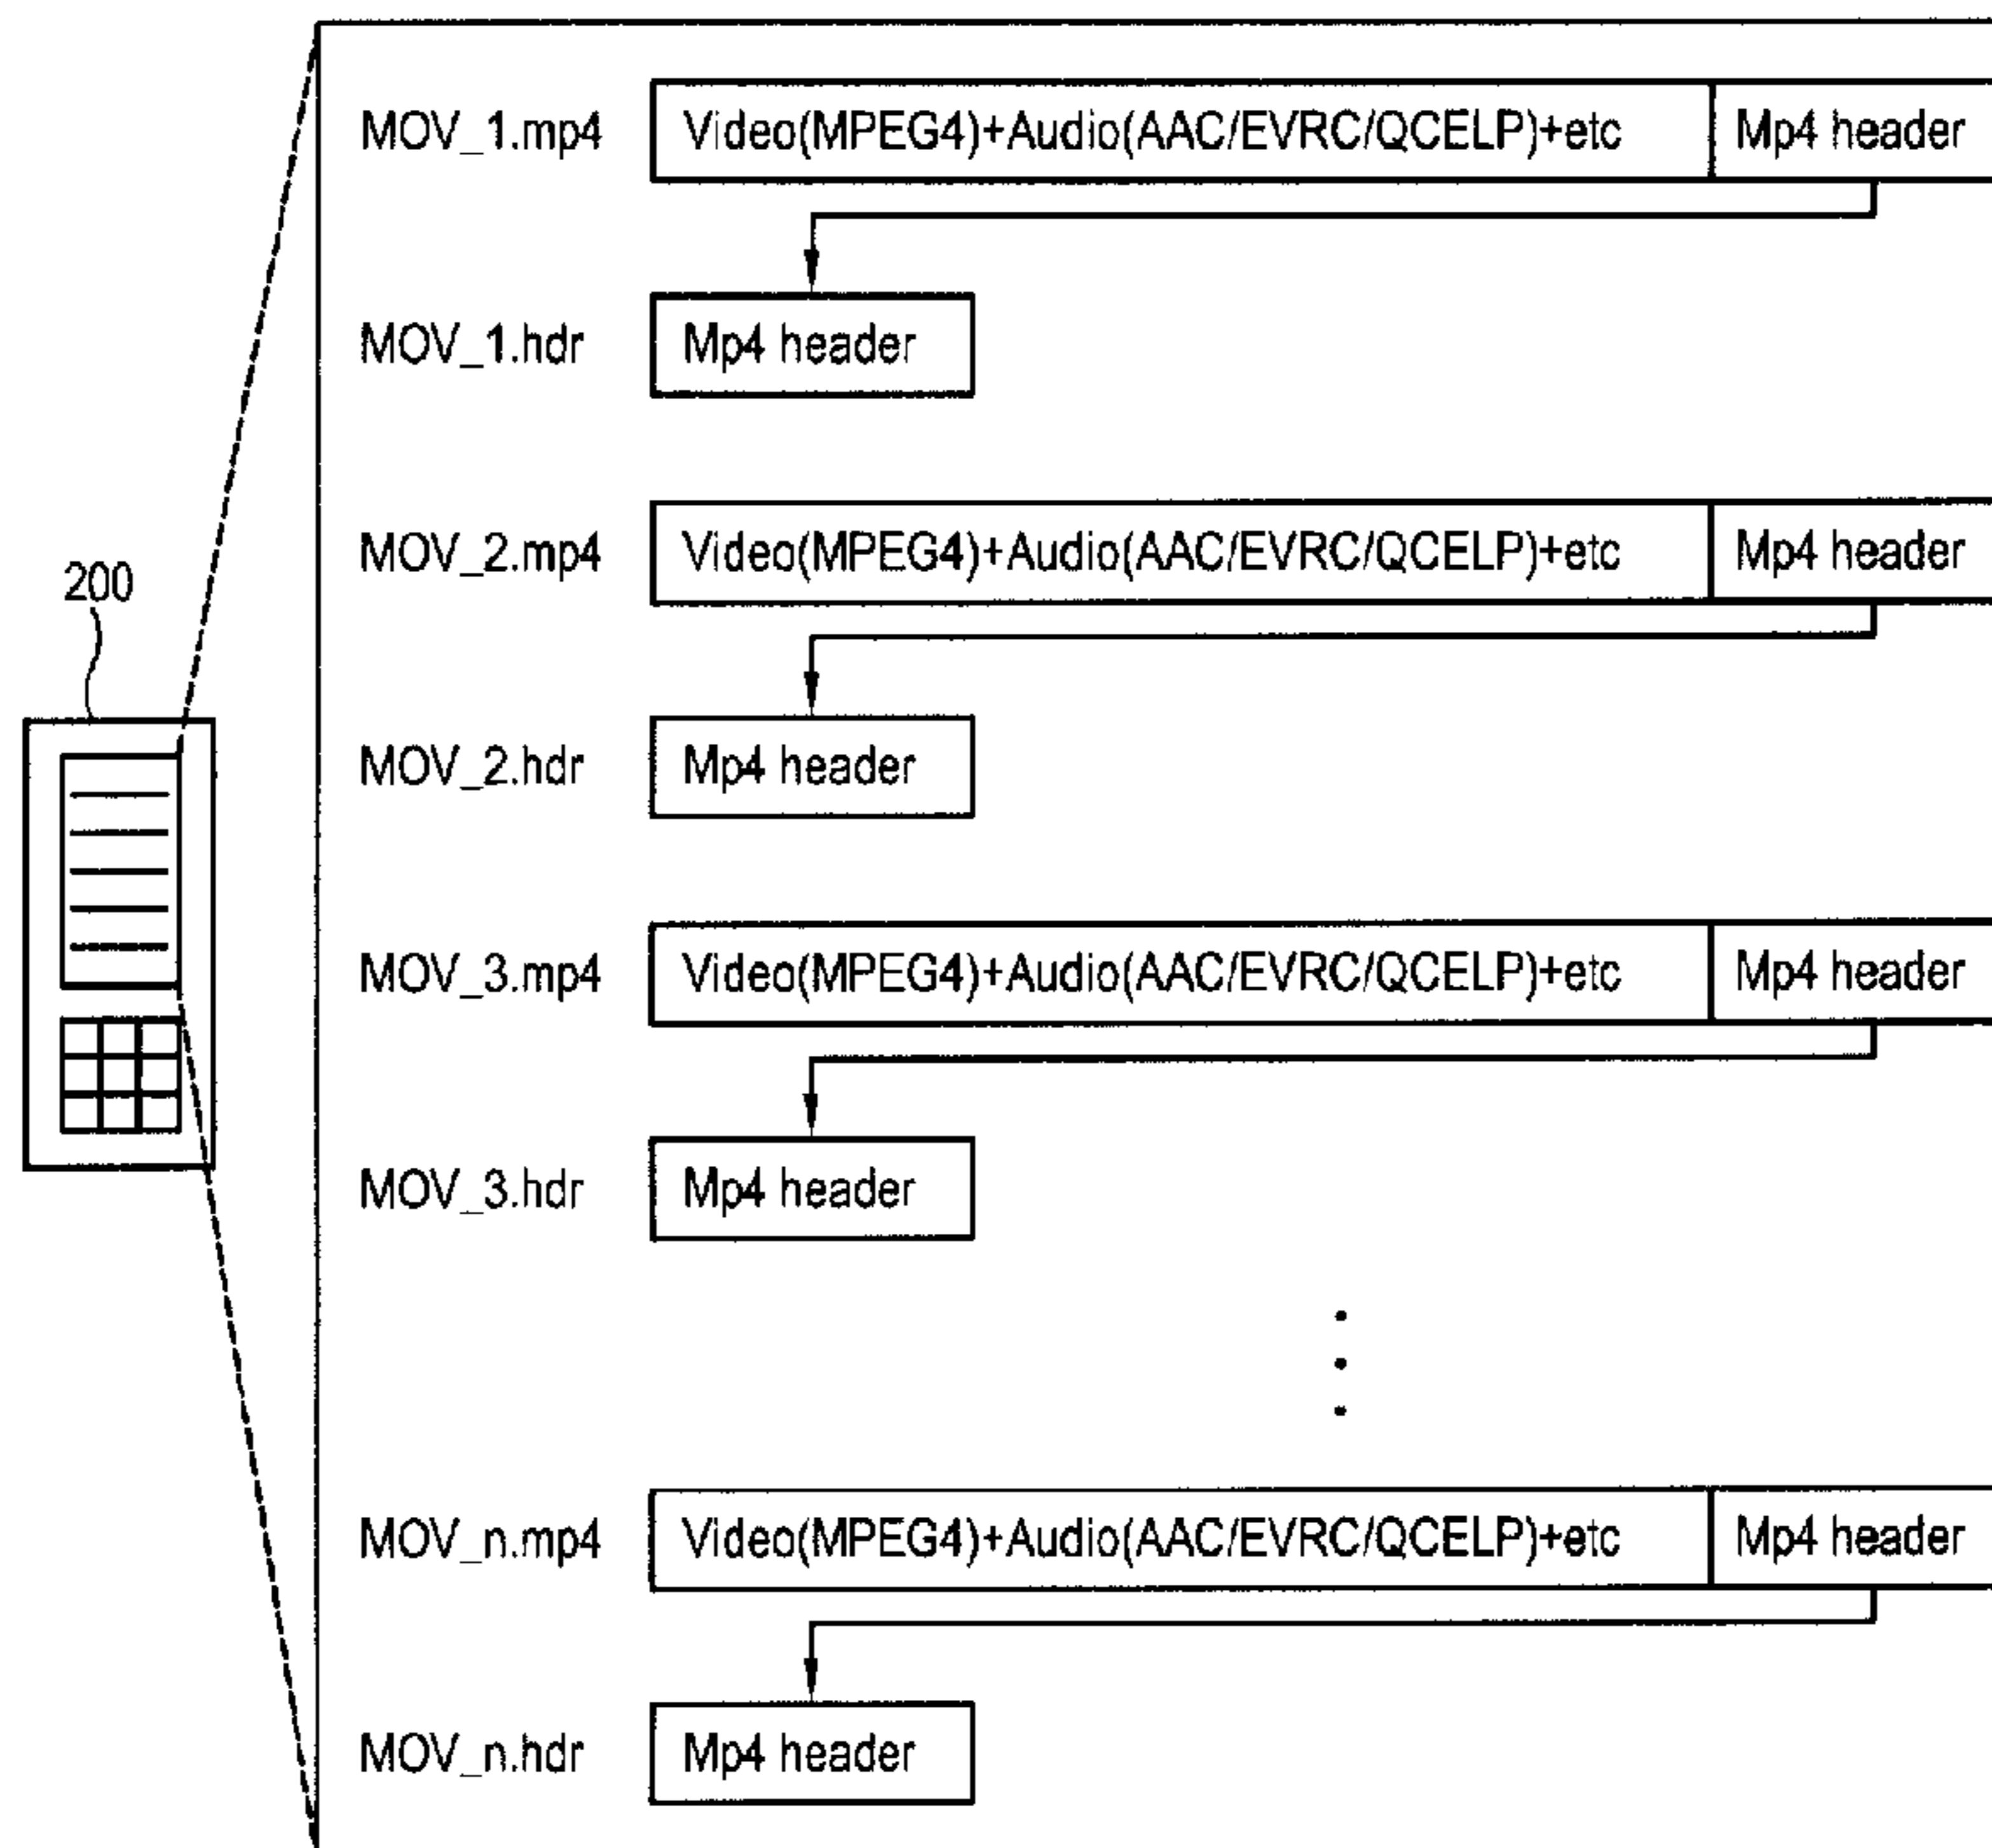 MOV_1.mp4 Video(MPEG4)+Audio(AAC/EVRC/QCELP)+etc Mp4 header
MOV_1.hdr Mp4 header
MOV_2.mp4 Video(MPEG4)+Audio(AAC/EVRC/QCELP)+etc Mp4 header
200
MOV_2.hdr Mp4 header
MOV_3.mp4 Video(MPEG4)+Audio(AAC/EVRC/QCELP)+etc Mp4 header
MOV_3.hdr Mp4 header
MOV_n.mp4 Video(MPEG4)+Audio(AAC/EVRC/QCELP)+etc Mp4 header
MOV_n.hdr Mp4 header